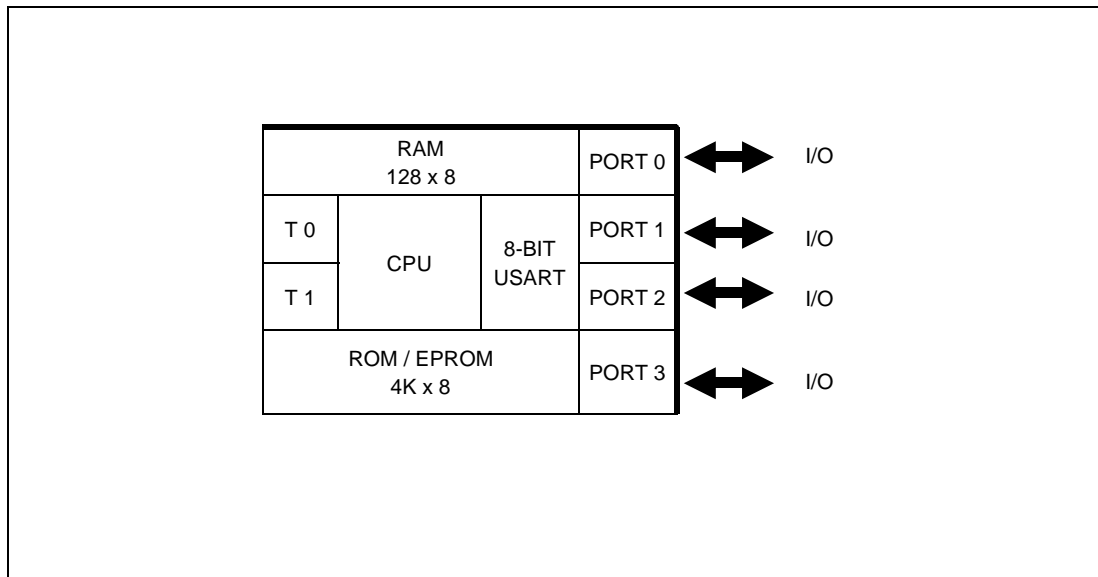 RAM
128 x 8
PORT 0
I/O
T 0
CPU
8-BIT
USART
PORT 1
I/O
T 1
PORT 2
I/O
ROM / EPROM
4K x 8
PORT 3
I/O